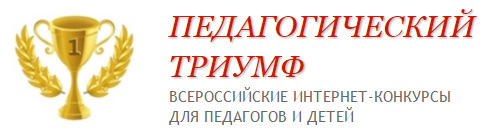 1
ПЕДАГОГИЧЕСКИЙ
ТРИУМФ
ВСЕРОССИЙСКИЕ ИНТЕРНЕТ-КОНКУРСЫ
ДЛЯ ПЕДАГОГОВ И ДЕТЕЙ